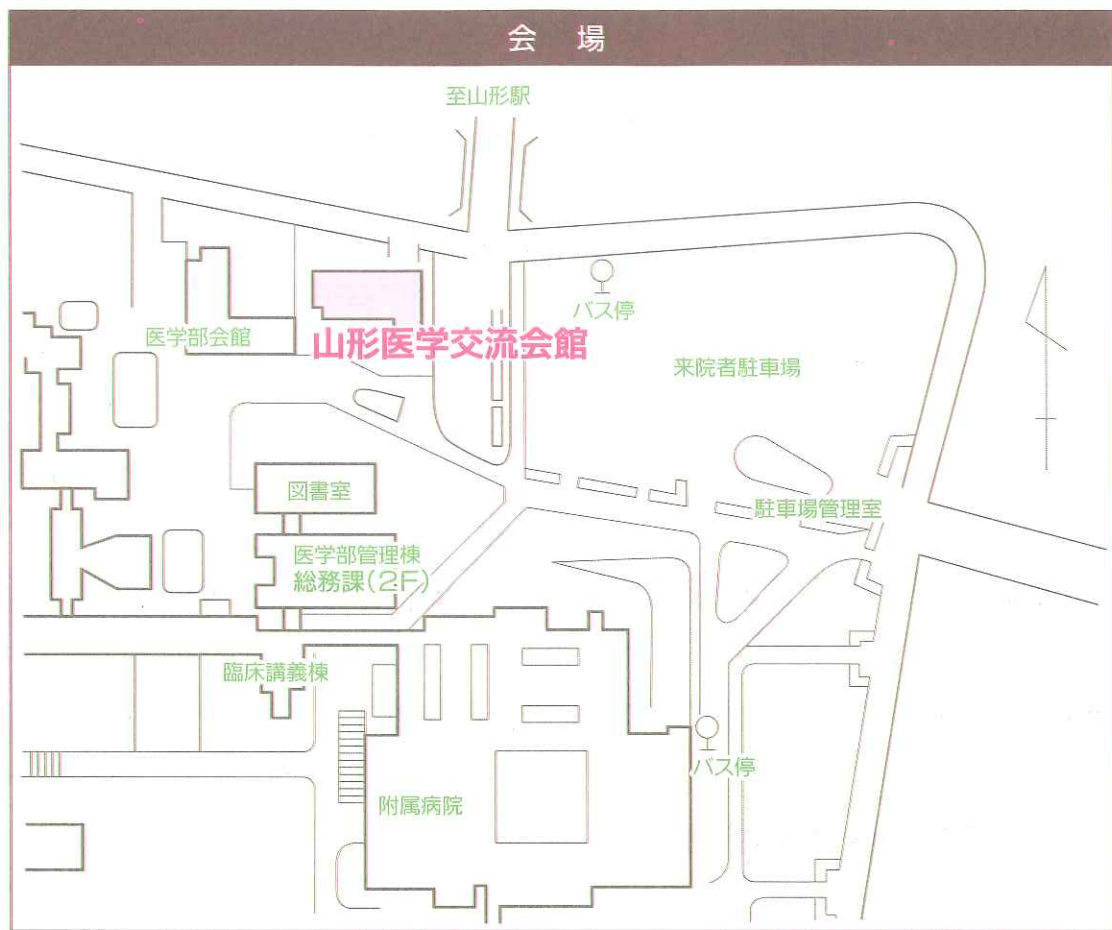 会場
至山形駅
バス停
医学部会館
山形医学交流会館
来院者駐車場
図書室
駐車場管理室
医学部管理棟
総務課(2F)
臨床講義棟
バス停
附属病院